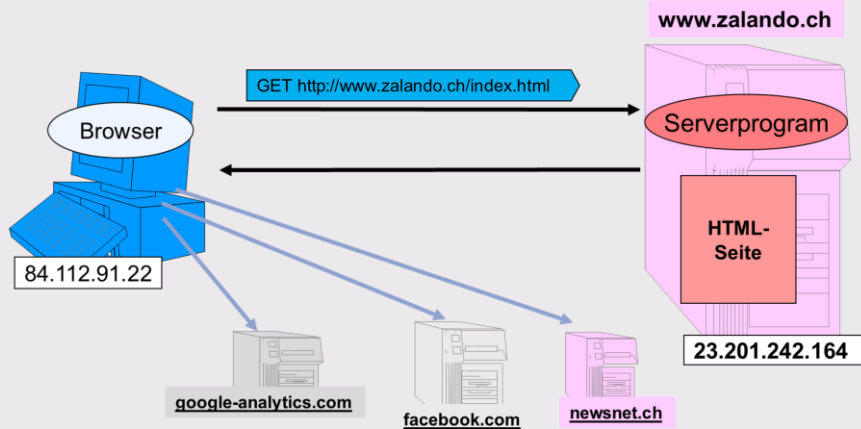 www.zalando.ch
GET http://www.zalando.ch/index.html
Browser
Serverprogram
HTML-
Seite
84.112.91.22
23.201.242.164
google-analytics.com
facebook.com
newsnet.ch